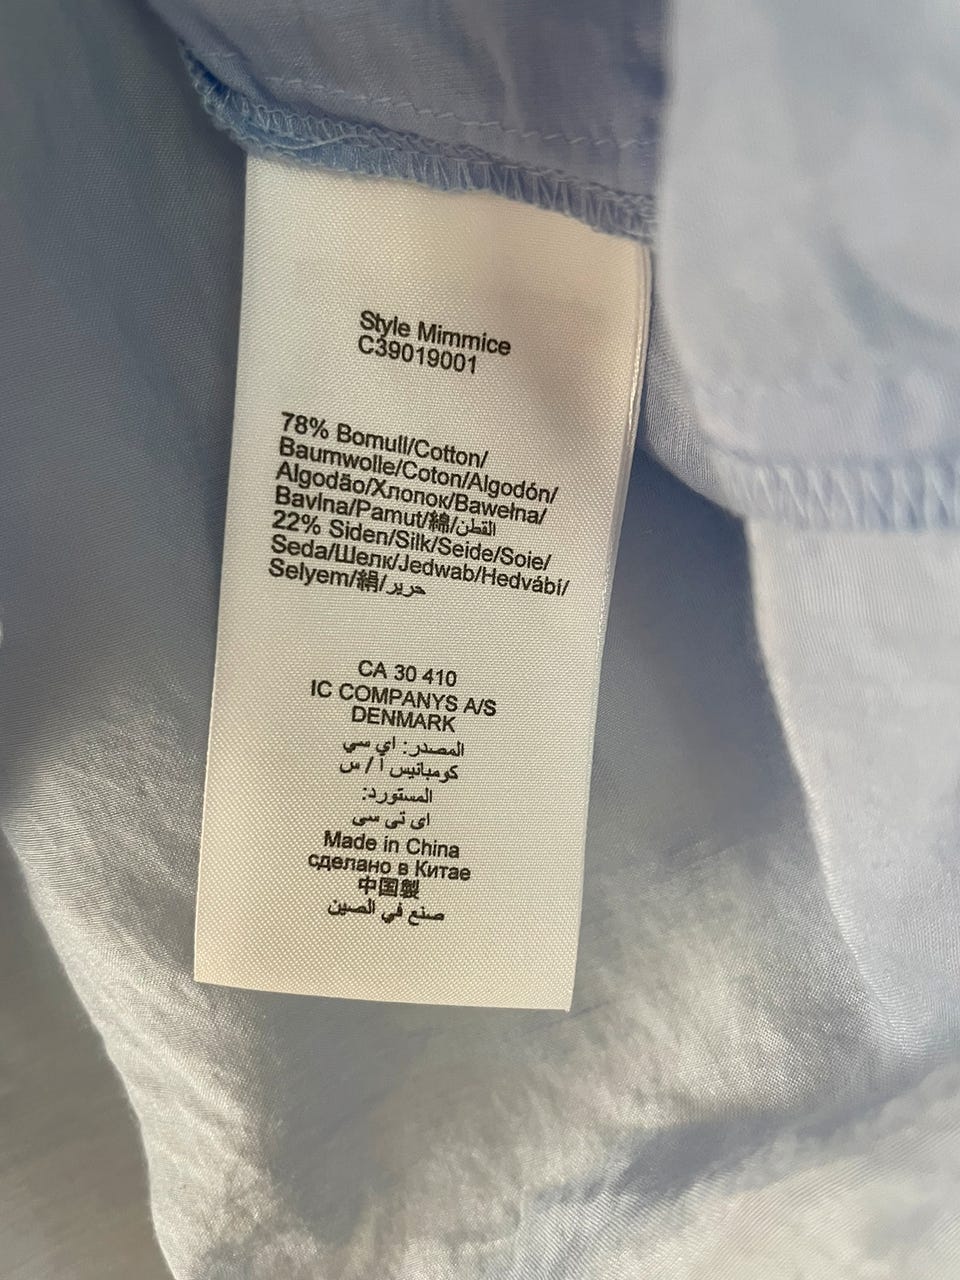 Style Mimmice
C39019001
78% Bomull/Cotton/
Baumwolle/Coton/Algodón/
Algodão/Хлопок/Bawełna/
Bavlna/Pamut/綿/القطن
22% Siden/Silk/Seide/Soie/
Seda/Шелк/Jedwab/Hedvábí/
Selyem/絹/حرير
CA 30 410
IC COMPANYS A/S
DENMARK
المصدر: اي سي
كومبانيس ا / س
المستورد:
اى تى سى
Made in China
сделано в Китае
中国製
صنع في الصين